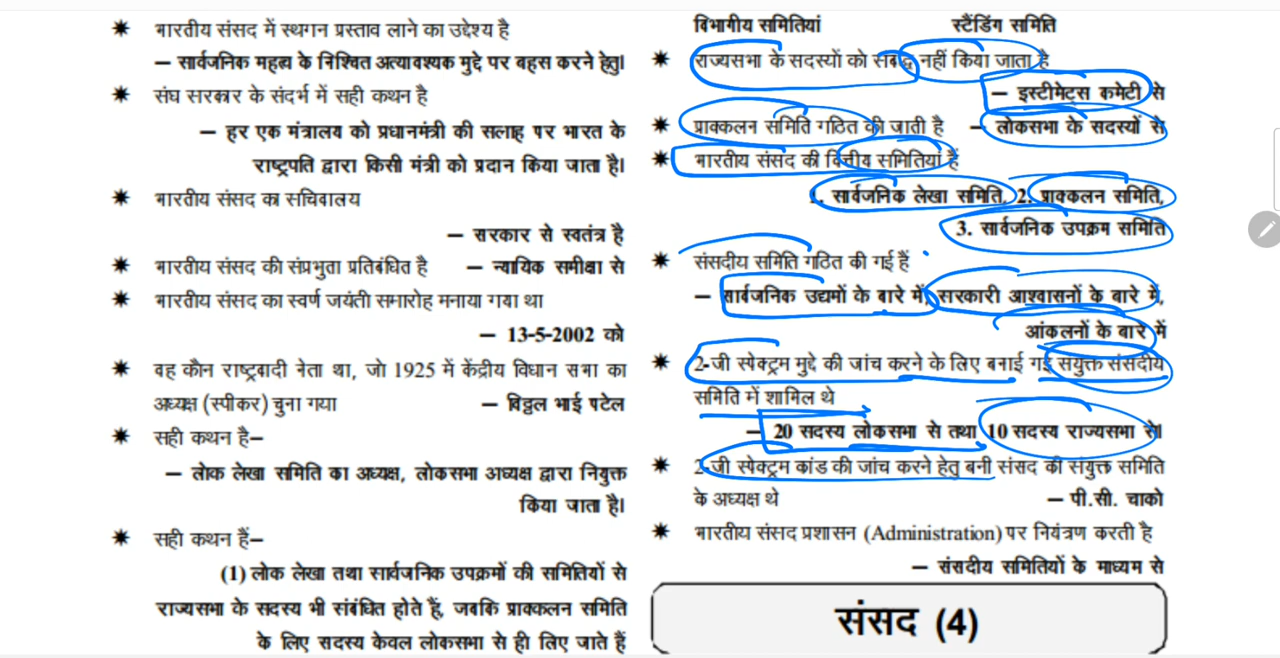 ✷ भारतीय संसद में स्थगन प्रस्ताव लाने का उद्देश्य है
– सार्वजनिक महत्व के निश्चित अत्यावश्यक मुद्दे पर बहस करने हेतु।
✷ संघ सरकार के संदर्भ में सही कथन है
– हर एक मंत्रालय को प्रधानमंत्री की सलाह पर भारत के
राष्ट्रपति द्वारा किसी मंत्री को प्रदान किया जाता है।
✷ भारतीय संसद का सचिवालय
– सरकार से स्वतंत्र है
✷ भारतीय संसद की संप्रभुता प्रतिबंधित है – न्यायिक समीक्षा से
✷ भारतीय संसद का स्वर्ण जयंती समारोह मनाया गया था
– 13-5-2002 को
✷ वह कौन राष्ट्रवादी नेता था, जो 1925 में केंद्रीय विधान सभा का
अध्यक्ष (स्पीकर) चुना गया – विट्ठल भाई पटेल
✷ सही कथन है–
– लोक लेखा समिति का अध्यक्ष, लोकसभा अध्यक्ष द्वारा नियुक्त
किया जाता है।
✷ सही कथन हैं–
(1) लोक लेखा तथा सार्वजनिक उपक्रमों की समितियों से
राज्यसभा के सदस्य भी संबंधित होते हैं, जबकि प्राक्कलन समिति
के लिए सदस्य केवल लोकसभा से ही लिए जाते हैं
विभागीय समितियां स्टैंडिंग समिति
✷ राज्यसभा के सदस्यों को संबद्ध नहीं किया जाता है
– इस्टीमेट्स कमेटी से
✷ प्राक्कलन समिति गठित की जाती है – लोकसभा के सदस्यों से
✷ भारतीय संसद की वित्तीय समितियां हैं
1. सार्वजनिक लेखा समिति, 2. प्राक्कलन समिति,
3. सार्वजनिक उपक्रम समिति
✷ संसदीय समिति गठित की गई हैं
– सार्वजनिक उद्यमों के बारे में, सरकारी आश्वासनों के बारे में,
आंकलनों के बारे में
✷ 2-जी स्पेक्ट्रम मुद्दे की जांच करने के लिए बनाई गई संयुक्त संसदीय
समिति में शामिल थे
– 20 सदस्य लोकसभा से तथा 10 सदस्य राज्यसभा से।
✷ 2-जी स्पेक्ट्रम कांड की जांच करने हेतु बनी संसद की संयुक्त समिति
के अध्यक्ष थे – पी.सी. चाको
✷ भारतीय संसद प्रशासन (Administration) पर नियंत्रण करती है
– संसदीय समितियों के माध्यम से
संसद (4)